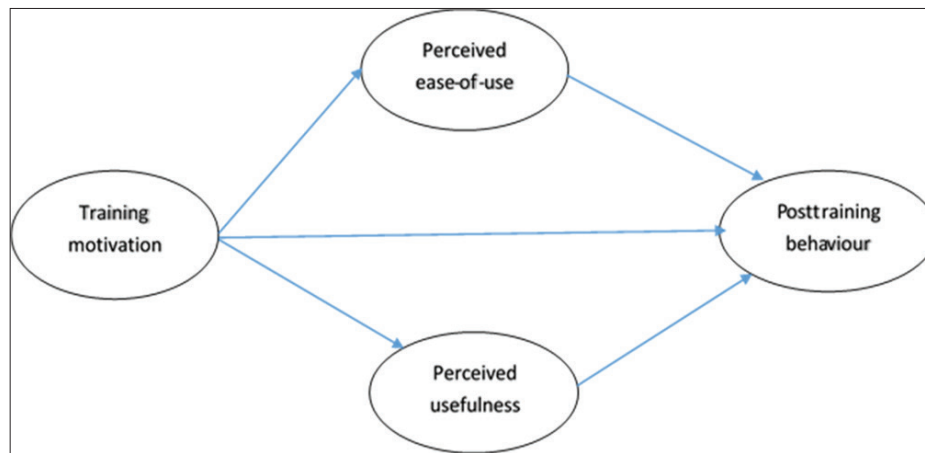 Perceived
ease-of-use
Training
motivation
Posttraining
behaviour
Perceived
usefulness